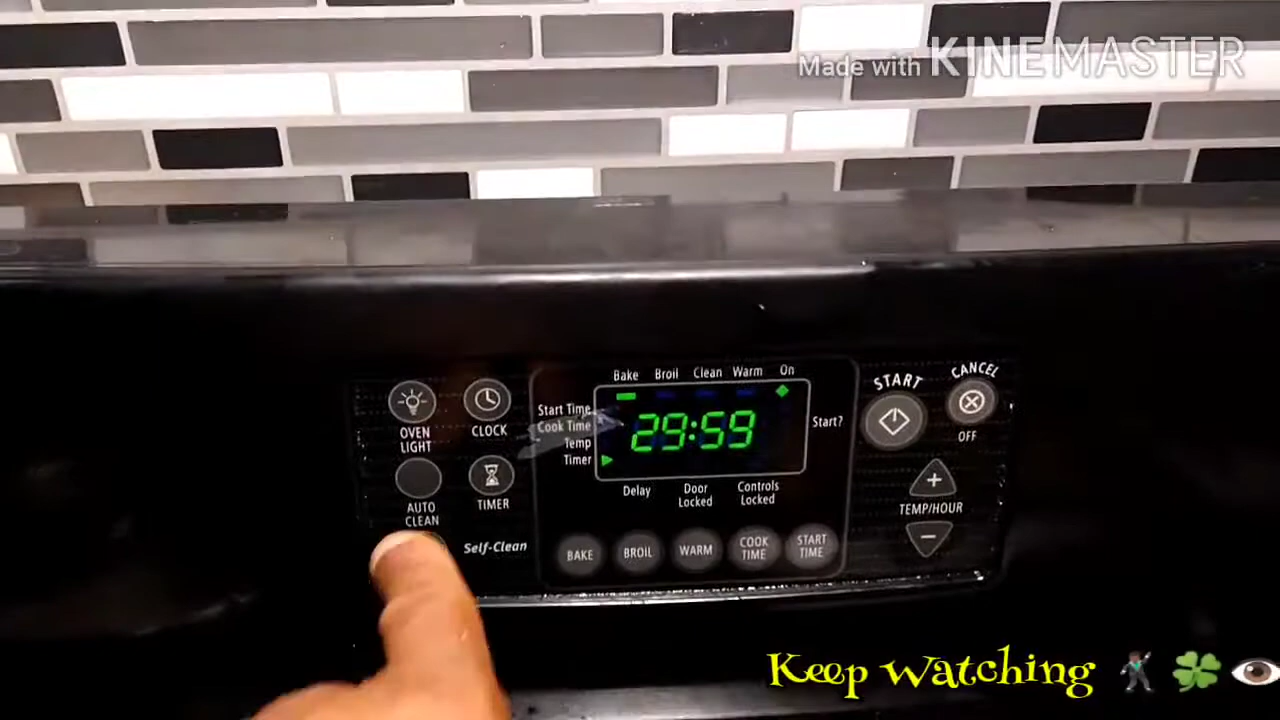 Made with KINEMASTER
Bake Broil Clean Warm On
Start Time
Cook Time
Temp
Timer
29:59
Start?
Delay
Door
Locked
Controls
Locked
OVEN
LIGHT
CLOCK
AUTO
CLEAN
TIMER
Self-Clean
BAKE
BROIL
WARM
COOK
TIME
START
TIME
START
CANCEL
OFF
TEMP/HOUR
Keep watching